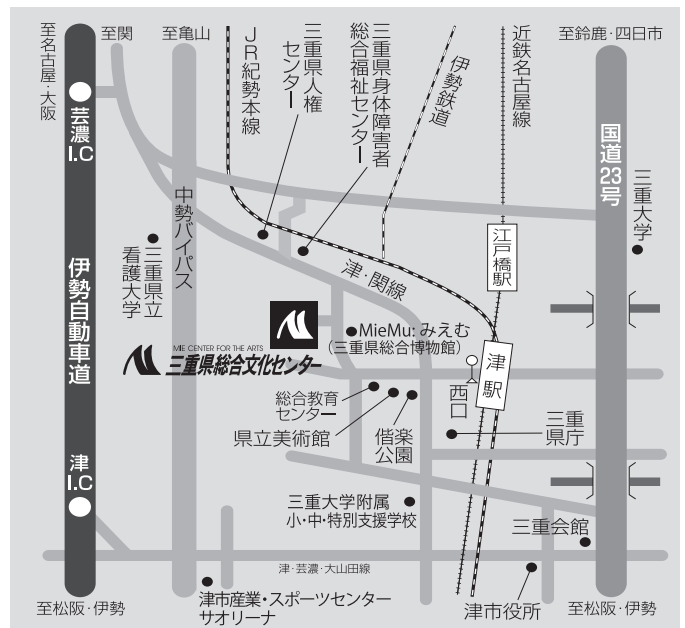 至名古屋・大阪
至関
至亀山
JR紀勢本線
三重県人権
センター
三重県身体障害者
総合福祉センター
伊勢鉄道
近鉄名古屋線
至鈴鹿・四日市
芸濃
I.C
国道23号
三重大学
中勢バイパス
三重県立
看護大学
江戸橋駅
津・関線
伊勢自動車道
MieMu:みえむ
(三重県総合博物館)
MIE CENTER FOR THE ARTS
三重県総合文化センター
津駅
西口
総合教育
センター
県立美術館
偕楽
公園
三重
県庁
津
I.C
三重大学附属
小・中・特別支援学校
三重会館
津・芸濃・大山田線
至松阪・伊勢
津市産業・スポーツセンター
サオリーナ
津市役所
至松阪・伊勢